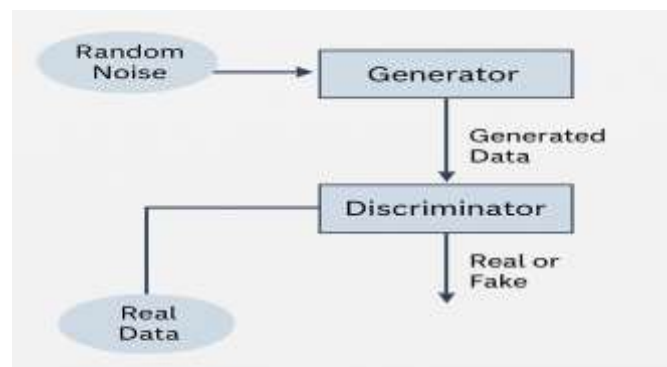 Random
Noise
Generator
Generated
Data
Discriminator
Real or
Fake
Real
Data